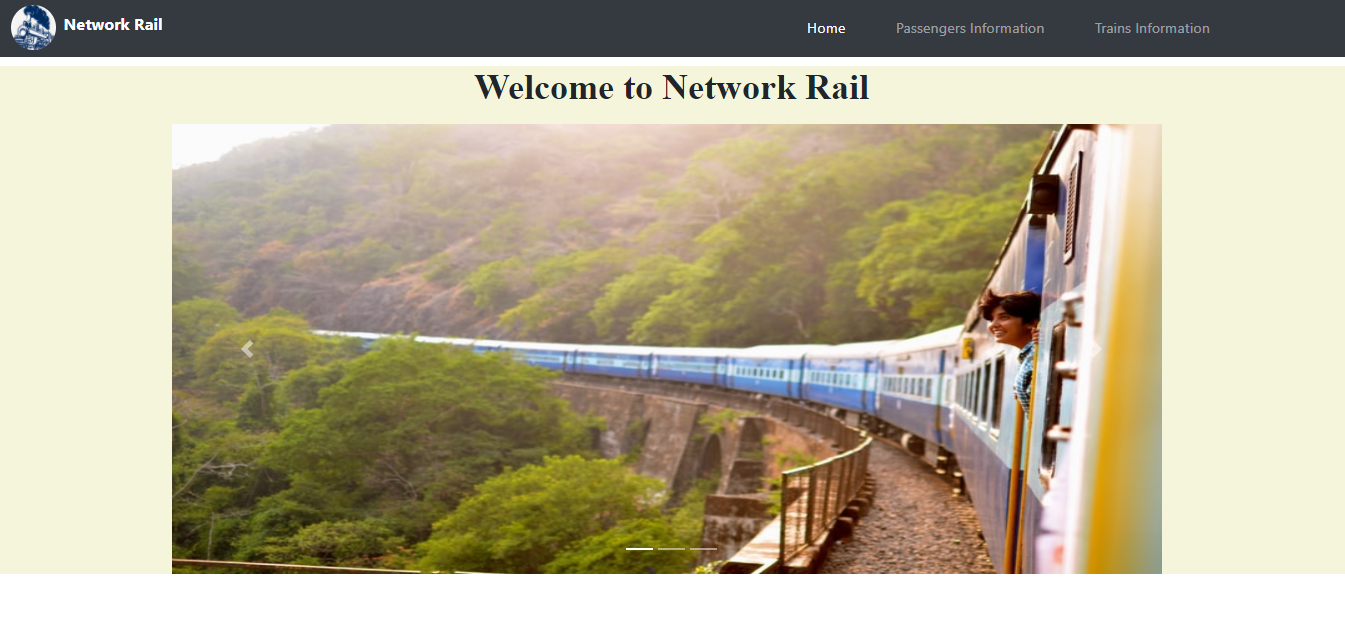 Network Rail
Home
Passengers Information
Trains Information
Welcome to Network Rail